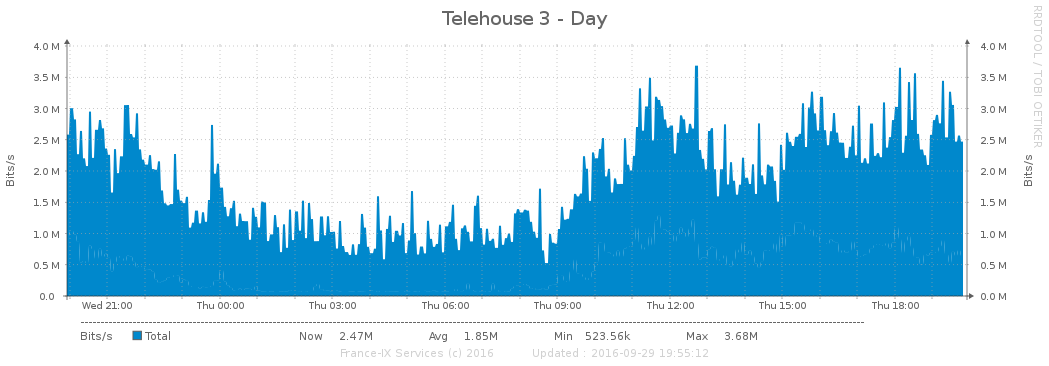 Telehouse 3 - Day
RRDTOOL / TOBI OETIKER
4.0 M 4.0 M
3.5 M 3.5 M
3.0 M 3.0 M
2.5 M 2.5 M
2.0 M 2.0 M
1.5 M 1.5 M
1.0 M 1.0 M
0.5 M 0.5 M
0.0 0.0 M
Bits/s
Bits/s
Wed 21:00 Thu 00:00 Thu 03:00 Thu 06:00 Thu 09:00 Thu 12:00 Thu 15:00 Thu 18:00
Bits/s Total Now 2.47M Avg 1.85M Min 523.56k Max 3.68M
France-IX Services (c) 2016 Updated : 2016-09-29 19:55:12